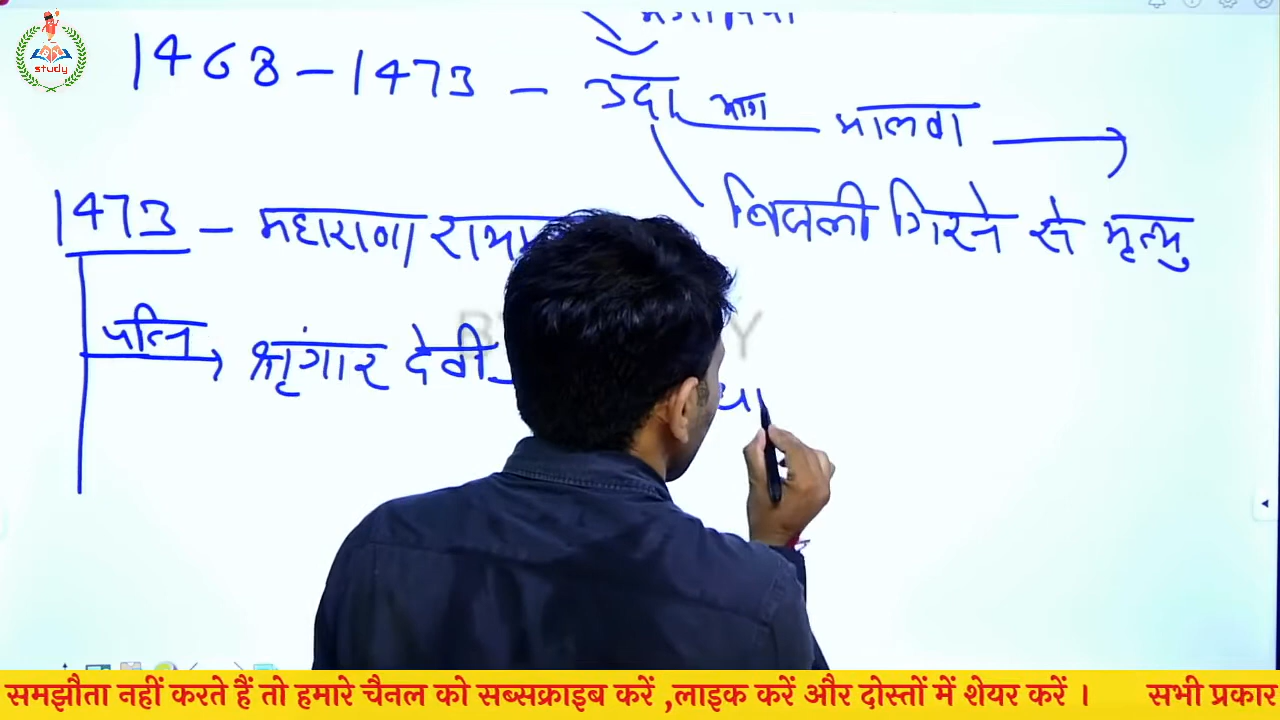 study
1468 - 1473 - उदा भाग मालवा
बिजली गिरने से मृत्यु
1473 - महाराणा
पत्नि श्रृंगार देवी
समझौता नहीं करते हैं तो हमारे चैनल को सब्सक्राइब करें ,लाइक करें और दोस्तों में शेयर करें । सभी प्रकार